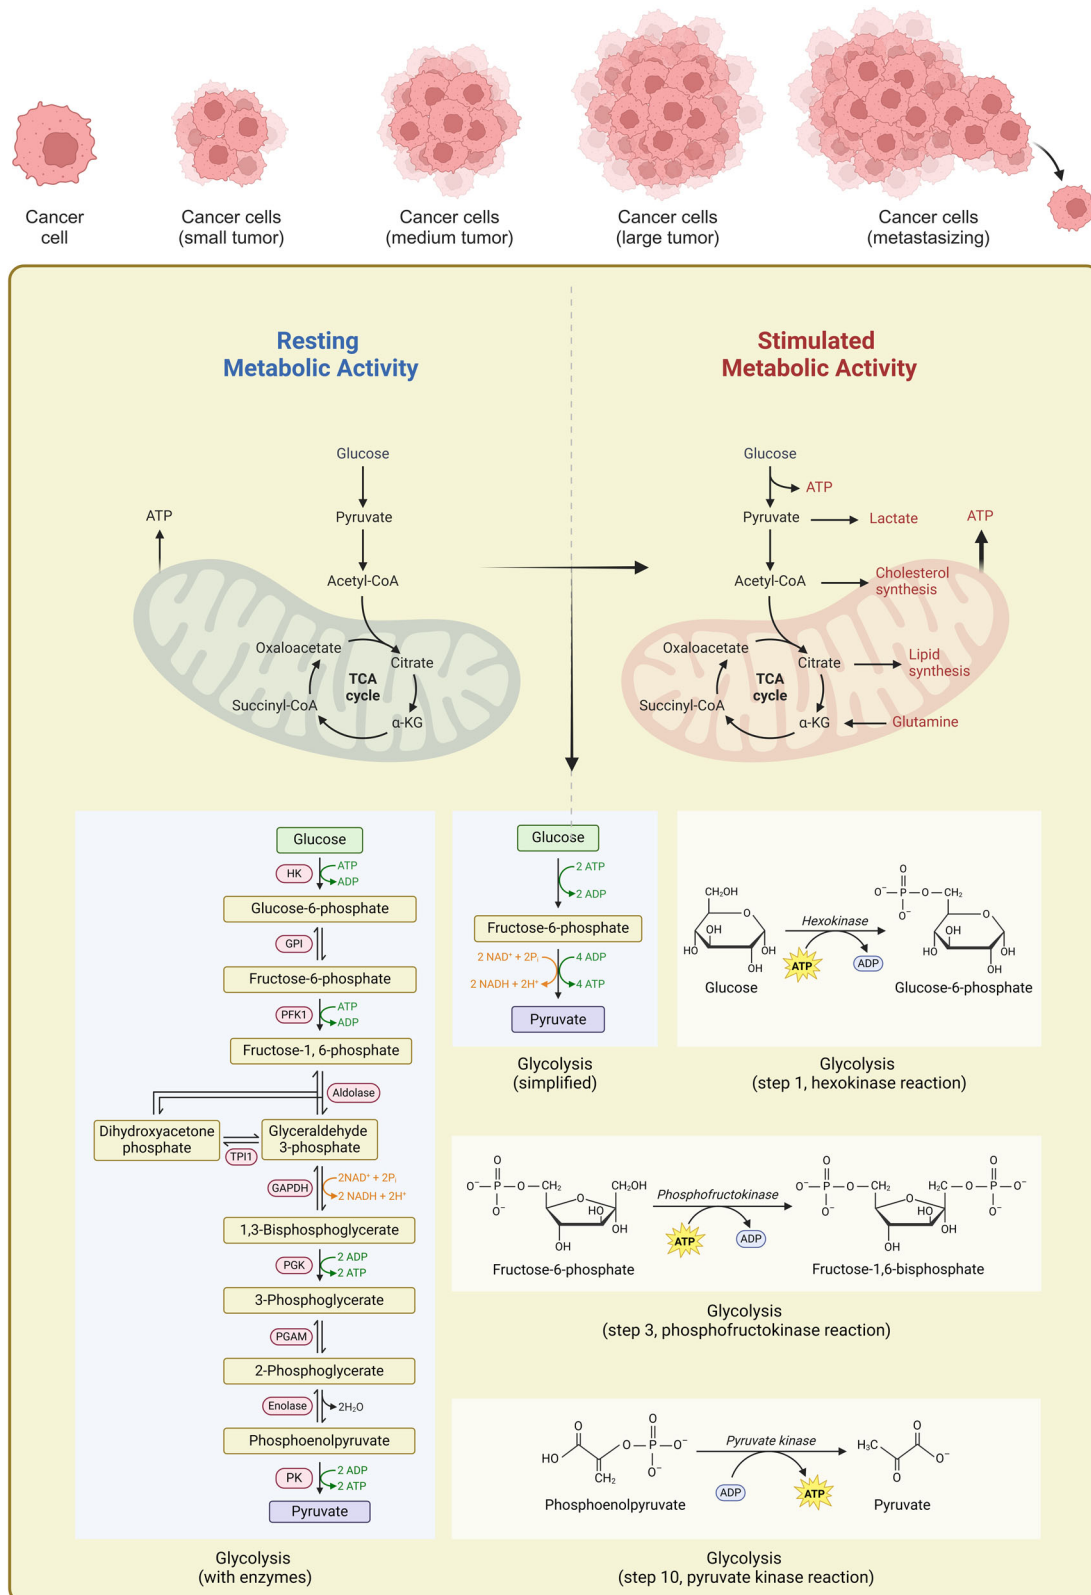 Cancer
cell
Cancer cells
(small tumor)
Cancer cells
(medium tumor)
Cancer cells
(large tumor)
Cancer cells
(metastasizing)
Resting
Metabolic Activity
Glucose
Pyruvate
Acetyl-CoA
ATP
Oxaloacetate
Citrate
TCA
cycle
Succinyl-CoA
α-KG
Stimulated
Metabolic Activity
Glucose
ATP
Pyruvate
Lactate
ATP
Acetyl-CoA
Cholesterol
synthesis
Oxaloacetate
Citrate
Lipid
synthesis
TCA
cycle
Succinyl-CoA
α-KG
Glutamine
Glucose
HK
ATP
ADP
Glucose-6-phosphate
GPI
Fructose-6-phosphate
PFK1
ATP
ADP
Fructose-1, 6-phosphate
Aldolase
Dihydroxyacetone
phosphate
TPI1
Glyceraldehyde
3-phosphate
GAPDH
2NAD⁺ + 2Pᵢ
2 NADH + 2H⁺
1,3-Bisphosphoglycerate
PGK
2 ADP
2 ATP
3-Phosphoglycerate
PGAM
2-Phosphoglycerate
Enolase
2H₂O
Phosphoenolpyruvate
PK
2 ADP
2 ATP
Pyruvate
Glycolysis
(with enzymes)
Glucose
2 ATP
2 ADP
Fructose-6-phosphate
2 NAD⁺ + 2Pᵢ
4 ADP
2 NADH + 2H⁺
4 ATP
Pyruvate
Glycolysis
(simplified)
CH₂OH
O
OH
HO
OH
OH
Glucose
Hexokinase
ATP
ADP
O
O⁻
P
O
CH₂
O⁻
O
OH
HO
OH
OH
Glucose-6-phosphate
Glycolysis
(step 1, hexokinase reaction)
O
O⁻
P
O
CH₂
CH₂OH
O⁻
O
HO
OH
OH
Fructose-6-phosphate
Phosphofructokinase
ATP
ADP
O
O⁻
P
O
CH₂
O⁻
O
H₂C
O
P
O
O⁻
O⁻
HO
OH
OH
Fructose-1,6-bisphosphate
Glycolysis
(step 3, phosphofructokinase reaction)
O
HO
O
P
O
O⁻
O⁻
CH₂
Phosphoenolpyruvate
Pyruvate kinase
ADP
ATP
O
H₃C
O⁻
O
Pyruvate
Glycolysis
(step 10, pyruvate kinase reaction)